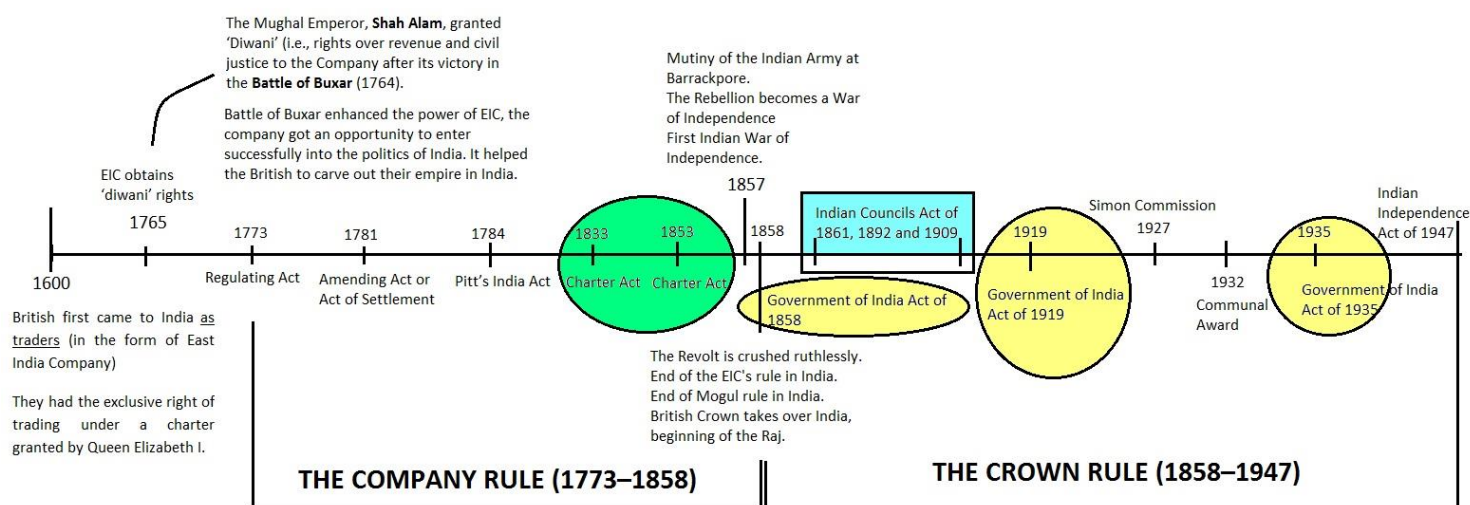 The Mughal Emperor, Shah Alam, granted
‘Diwani’ (i.e., rights over revenue and civil
justice to the Company after its victory in
the Battle of Buxar (1764).
Battle of Buxar enhanced the power of EIC, the
company got an opportunity to enter
successfully into the politics of India. It helped
the British to carve out their empire in India.
Mutiny of the Indian Army at
Barrackpore.
The Rebellion becomes a War
of Independence
First Indian War of
Independence.
EIC obtains
‘diwani’ rights
1765
1600
British first came to India as
traders (in the form of East
India Company)
They had the exclusive right of
trading under a charter
granted by Queen Elizabeth I.
1773
Regulating Act
1781
Amending Act or
Act of Settlement
1784
Pitt’s India Act
1833
Charter Act
1853
Charter Act
1857
1858
Government of India Act of
1858
The Revolt is crushed ruthlessly.
End of the EIC's rule in India.
End of Mogul rule in India.
British Crown takes over India,
beginning of the Raj.
Indian Councils Act of
1861, 1892 and 1909
1919
Government of India
Act of 1919
Simon Commission
1927
1932
Communal
Award
1935
Government of India
Act of 1935
Indian
Independence
Act of 1947
THE COMPANY RULE (1773–1858)
THE CROWN RULE (1858–1947)